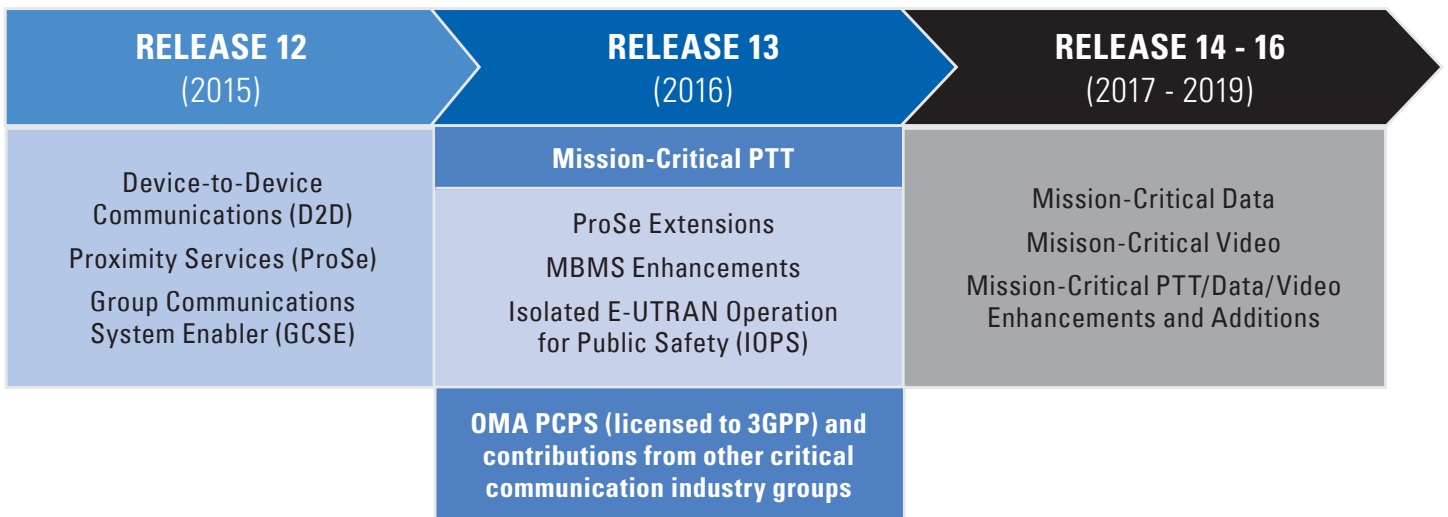 RELEASE 12
(2015)
Device-to-Device
Communications (D2D)
Proximity Services (ProSe)
Group Communications
System Enabler (GCSE)
RELEASE 13
(2016)
Mission-Critical PTT
ProSe Extensions
MBMS Enhancements
Isolated E-UTRAN Operation
for Public Safety (IOPS)
OMA PCPS (licensed to 3GPP) and
contributions from other critical
communication industry groups
RELEASE 14 - 16
(2017 - 2019)
Mission-Critical Data
Misison-Critical Video
Mission-Critical PTT/Data/Video
Enhancements and Additions